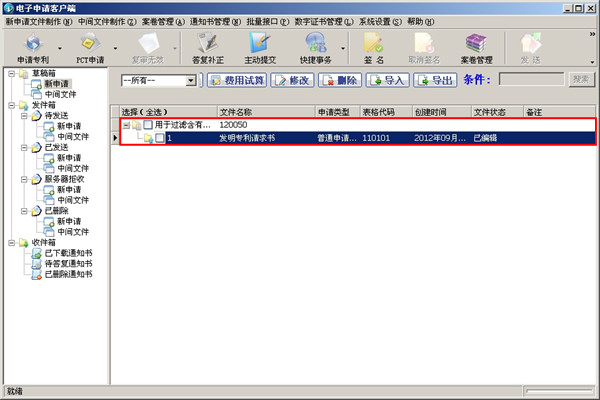 电子申请客户端
新申请文件制作(Z) 中间文件制作(Z) 案卷管理(A) 通知书管理(N) 批量接口(P) 数字证书管理(L) 系统设置(S) 帮助(H)
申请专利 PCT申请 复审无效 答复补正 主动提交 快捷事务 签 名 取消签名 案卷管理 发 送
草稿箱
新申请
中间文件
发件箱
待发送
新申请
中间文件
已发送
新申请
中间文件
服务器拒收
新申请
中间文件
已删除
新申请
中间文件
收件箱
已下载通知书
待答复通知书
已删除通知书
--所有-- 费用试算 修改 删除 导入 导出 条件: 搜索
选择(全选) 文件名称 申请类型 表格代码 创建时间 文件状态 备注
用于过滤含有... 120050
1 发明专利请求书 普通申请... 110101 2012年09月... 已编辑
就绪